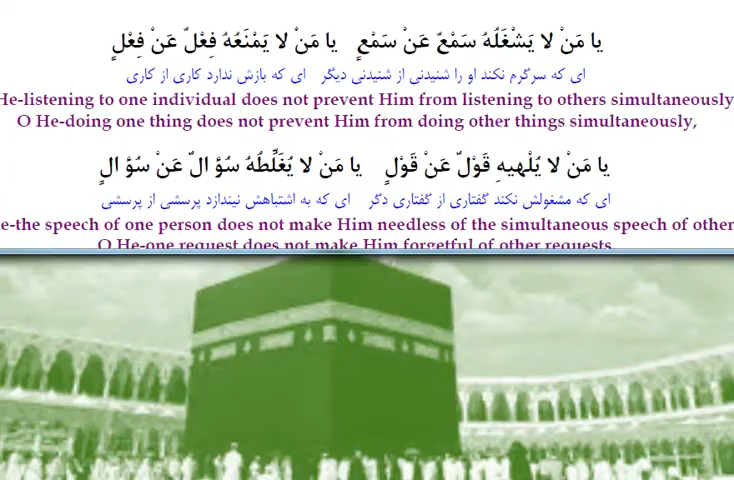 يا مَنْ لا يَشْغَلُهُ سَمْعٌ عَنْ سَمْعٍ يا مَنْ لا يَمْنَعُهُ فِعْلٌ عَنْ فِعْلٍ
ای که سرگرم نکند او را شنیدنی از شنیدنی دیگر ای که بازش ندارد کاری از کاری
He-listening to one individual does not prevent Him from listening to others simultaneously
O He-doing one thing does not prevent Him from doing other things simultaneously,
يا مَنْ لا يُلْهيهِ قَوْلٌ عَنْ قَوْلٍ يا مَنْ لا يُغَلِّطُهُ سُؤ الٌ عَنْ سُؤ الٍ
ای که مشغولش نکند گفتاری از گفتاری دگر ای که به اشتباهش نیندازد پرسشی از پرسشی
e-the speech of one person does not make Him needless of the simultaneous speech of other
O He-one request does not make Him forgetful of other requests